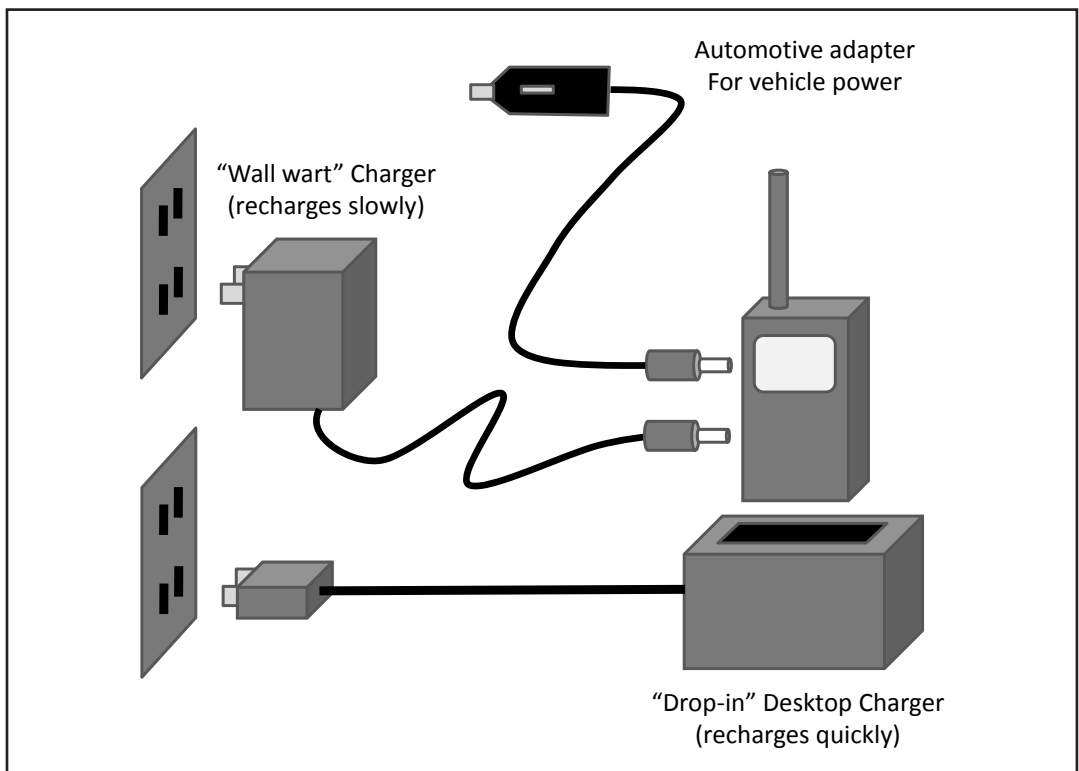 Automotive adapter
For vehicle power
“Wall wart” Charger
(recharges slowly)
“Drop-in” Desktop Charger
(recharges quickly)